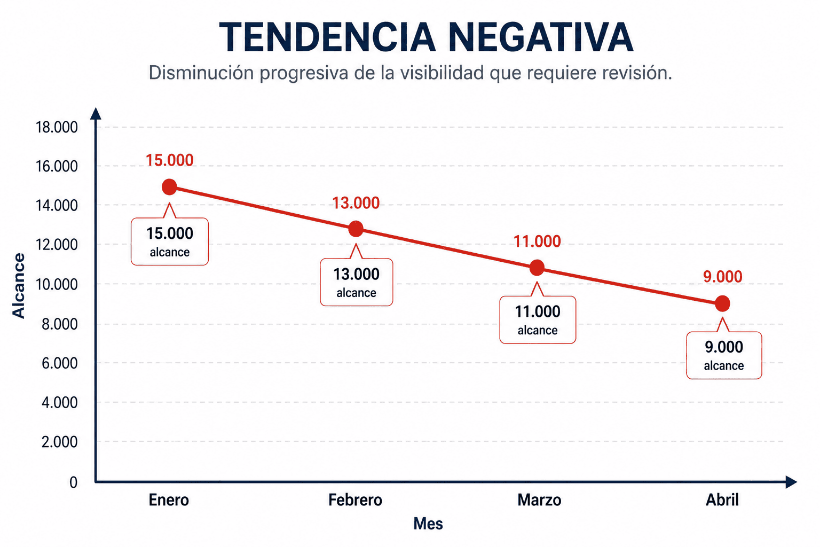 TENDENCIA NEGATIVA
Disminución progresiva de la visibilidad que requiere revisión.
Alcance
18.000
16.000
14.000
12.000
10.000
8.000
6.000
4.000
2.000
0
15.000
15.000
alcance
13.000
13.000
alcance
11.000
11.000
alcance
9.000
9.000
alcance
Enero
Febrero
Marzo
Abril
Mes